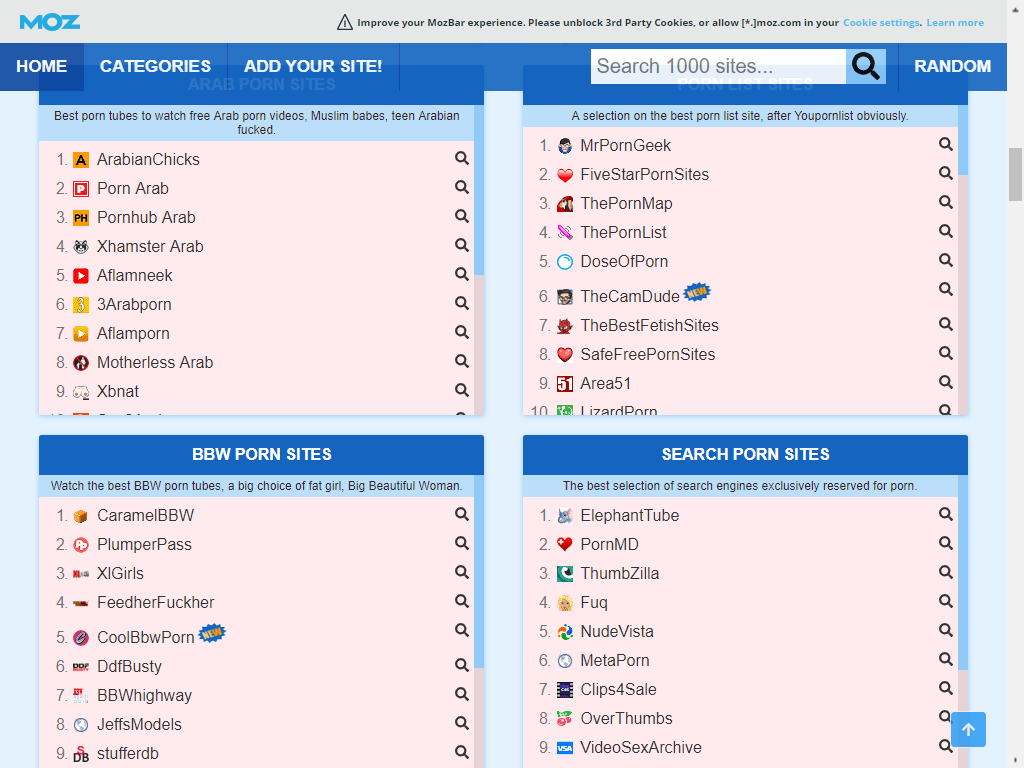 MOZ
Improve your MozBar experience. Please unblock 3rd Party Cookies, or allow [*.]moz.com in your Cookie settings. Learn more
HOME CATEGORIES ADD YOUR SITE! Search 1000 sites... RANDOM
ARAB PORN SITES
Best porn tubes to watch free Arab porn videos, Muslim babes, teen Arabian
fucked.
1. ArabianChicks
2. Porn Arab
3. Pornhub Arab
4. Xhamster Arab
5. Aflamneek
6. 3Arabporn
7. Aflamporn
8. Motherless Arab
9. Xbnat
PORN LIST SITES
A selection on the best porn list site, after Youpornlist obviously.
1. MrPornGeek
2. FiveStarPornSites
3. ThePornMap
4. ThePornList
5. DoseOfPorn
6. TheCamDude NEW
7. TheBestFetishSites
8. SafeFreePornSites
9. Area51
10. LizardPorn
BBW PORN SITES
Watch the best BBW porn tubes, a big choice of fat girl, Big Beautiful Woman.
1. CaramelBBW
2. PlumperPass
3. XlGirls
4. FeedherFuckher
5. CoolBbwPorn NEW
6. DdfBusty
7. BBWhighway
8. JeffsModels
9. stufferdb
SEARCH PORN SITES
The best selection of search engines exclusively reserved for porn.
1. ElephantTube
2. PornMD
3. ThumbZilla
4. Fuq
5. NudeVista
6. MetaPorn
7. Clips4Sale
8. OverThumbs
9. VideoSexArchive